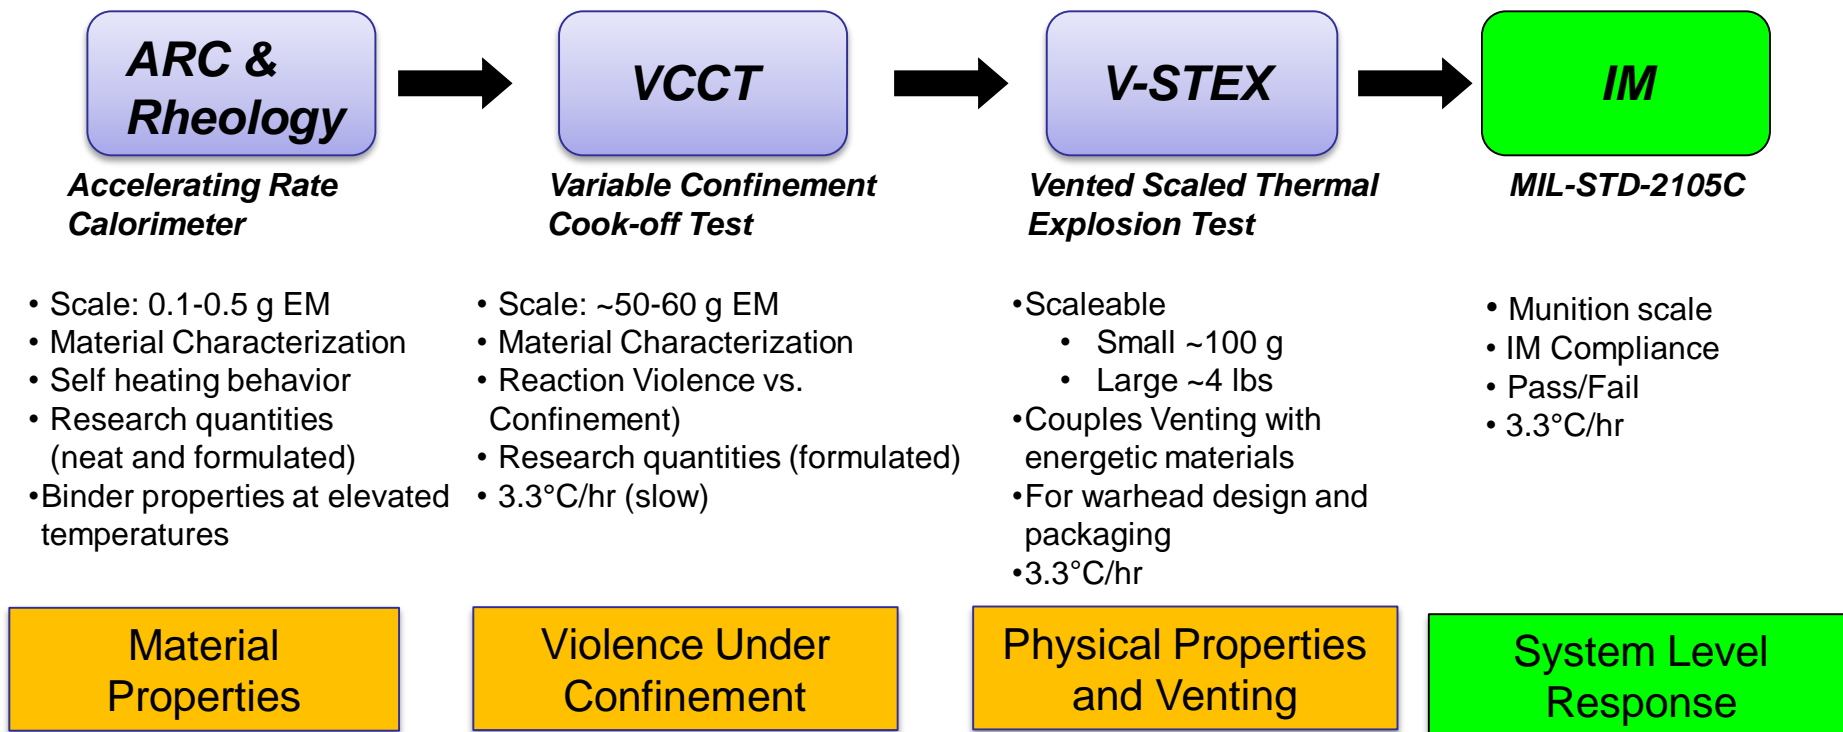 ARC &
Rheology
VCCT
V-STEX
IM
Accelerating Rate
Calorimeter
Variable Confinement
Cook-off Test
Vented Scaled Thermal
Explosion Test
MIL-STD-2105C
• Scale: 0.1-0.5 g EM
• Material Characterization
• Self heating behavior
• Research quantities
(neat and formulated)
•Binder properties at elevated
temperatures
• Scale: ~50-60 g EM
• Material Characterization
• Reaction Violence vs.
Confinement)
• Research quantities (formulated)
• 3.3°C/hr (slow)
•Scaleable
• Small ~100 g
• Large ~4 lbs
•Couples Venting with
energetic materials
•For warhead design and
packaging
•3.3°C/hr
• Munition scale
• IM Compliance
• Pass/Fail
• 3.3°C/hr
Material
Properties
Violence Under
Confinement
Physical Properties
and Venting
System Level
Response